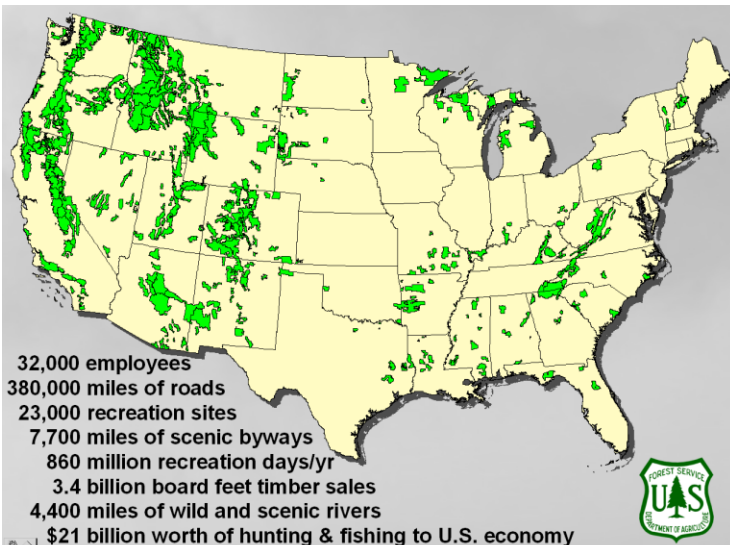 32,000 employees
380,000 miles of roads
23,000 recreation sites
7,700 miles of scenic byways
860 million recreation days/yr
3.4 billion board feet timber sales
4,400 miles of wild and scenic rivers
$21 billion worth of hunting & fishing to U.S. economy
FOREST SERVICE
U S
DEPARTMENT OF AGRICULTURE